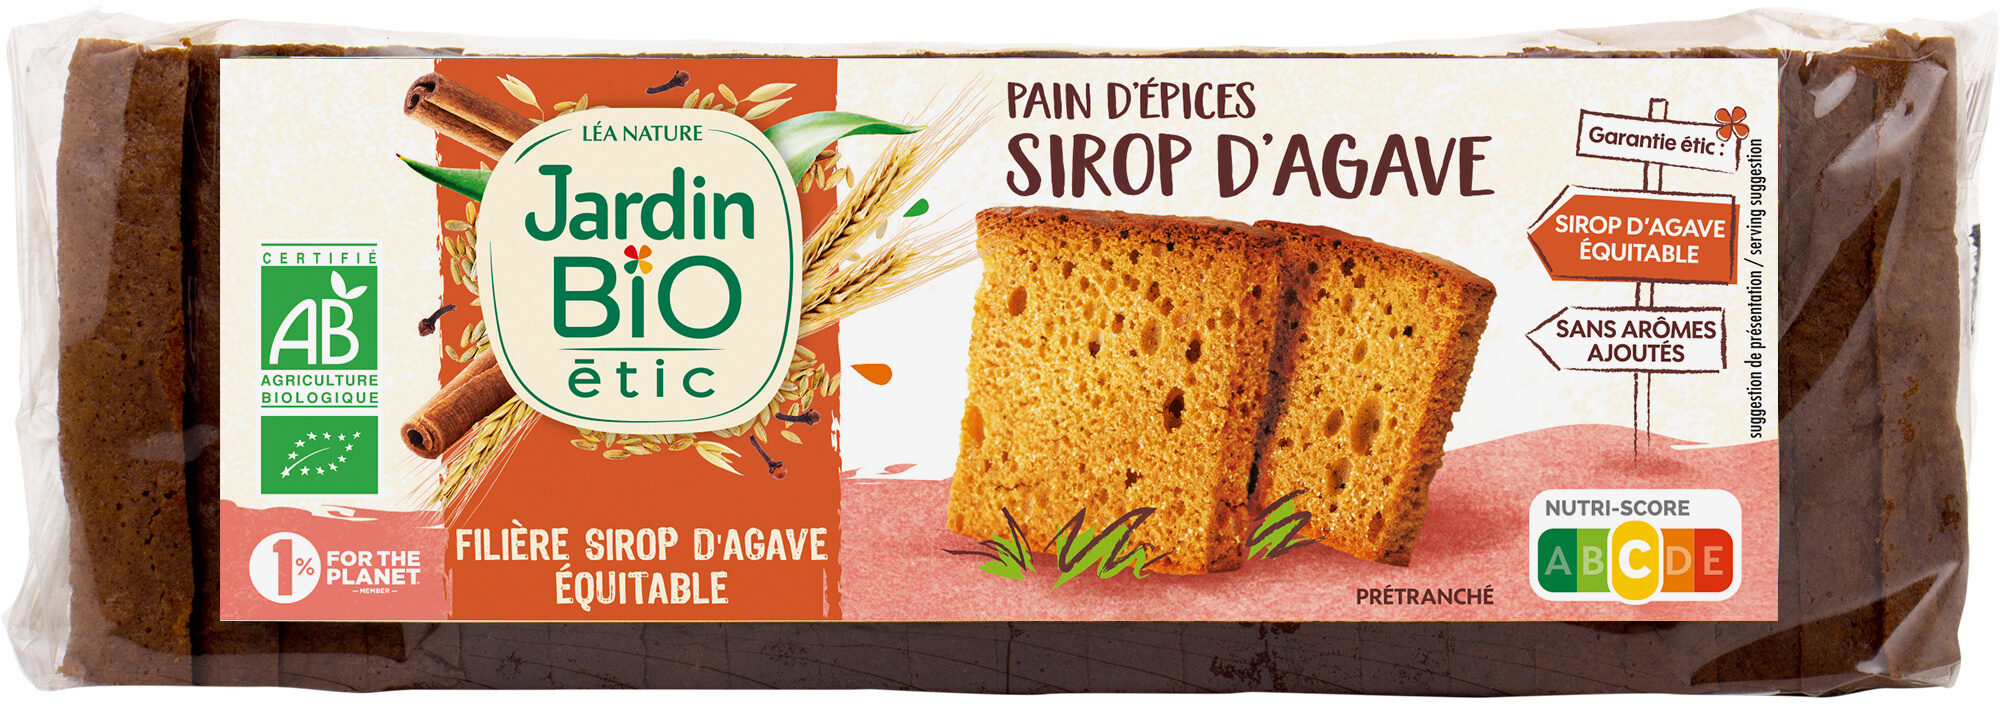 CERTIFIÉ
AB
AGRICULTURE
BIOLOGIQUE
1%
FOR THE
PLANET
MEMBER
LÉA NATURE
Jardin
BiO
ētic
FILIÈRE SIROP D'AGAVE
ÉQUITABLE
PAIN D'ÉPICES
SIROP D'AGAVE
PRÉTRANCHÉ
Garantie étic :
SIROP D'AGAVE
ÉQUITABLE
SANS ARÔMES
AJOUTÉS
suggestion de présentation / serving suggestion
NUTRI-SCORE
A B C D E